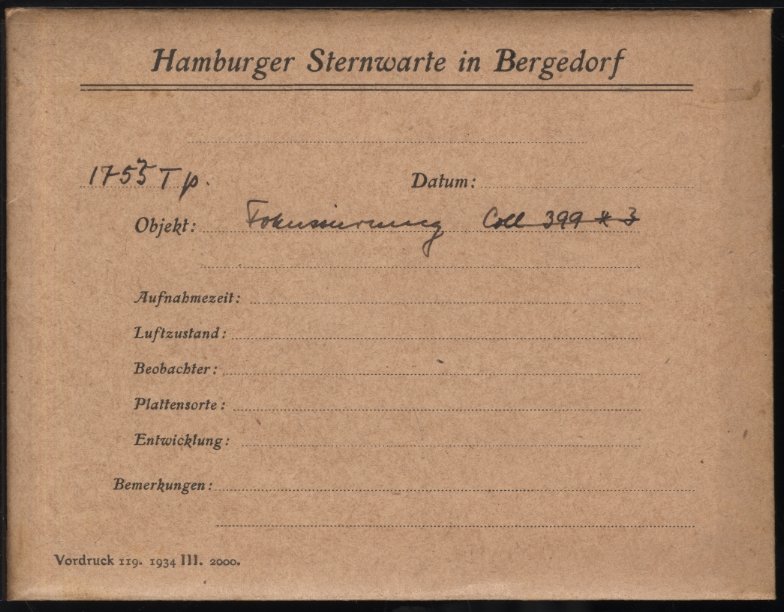 Hamburger Sternwarte in Bergedorf
Tp. Datum:
Objekt: Fokussierung Coll 399 * 3
Aufnahmezeit:
Luftzustand:
Beobachter:
Plattensorte:
Entwicklung:
Bemerkungen:
Vordruck 119. 1934 III. 2000.